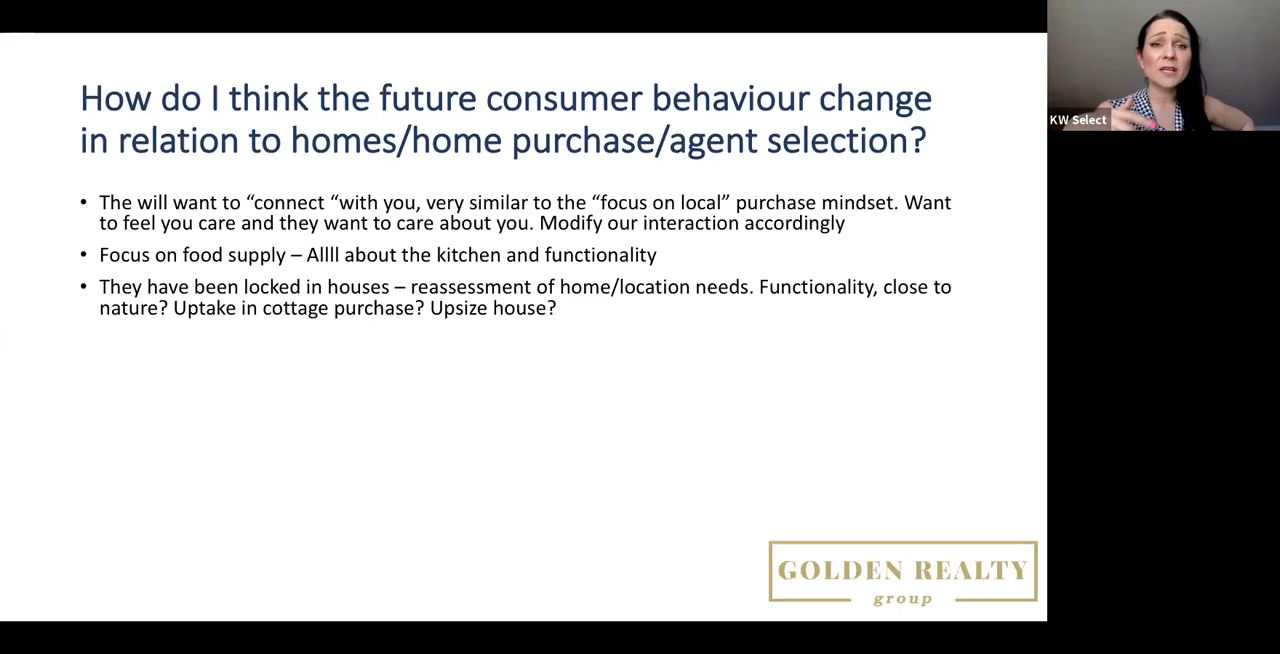 How do I think the future consumer behaviour change
in relation to homes/home purchase/agent selection?
• The will want to “connect “with you, very similar to the “focus on local” purchase mindset. Want
to feel you care and they want to care about you. Modify our interaction accordingly
• Focus on food supply – Allll about the kitchen and functionality
• They have been locked in houses – reassessment of home/location needs. Functionality, close to
nature? Uptake in cottage purchase? Upsize house?
KW Select
GOLDEN REALTY
group